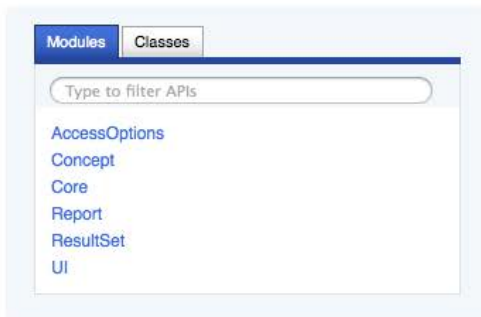 Modules Classes
Type to filter APIs
AccessOptions
Concept
Core
Report
ResultSet
UI